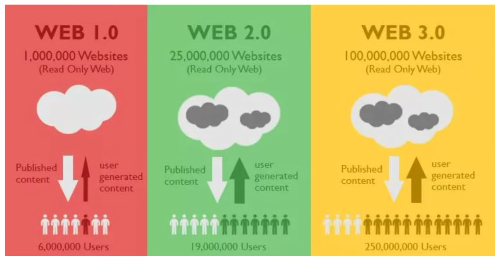 WEB 1.0
1,000,000 Websites
(Read Only Web)
Published
content
user
generated
content
6,000,000 Users
WEB 2.0
25,000,000 Websites
(Read Only Web)
Published
content
user
generated
content
19,000,000 Users
WEB 3.0
100,000,000 Websites
(Read Only Web)
Published
content
user
generated
content
250,000,000 Users